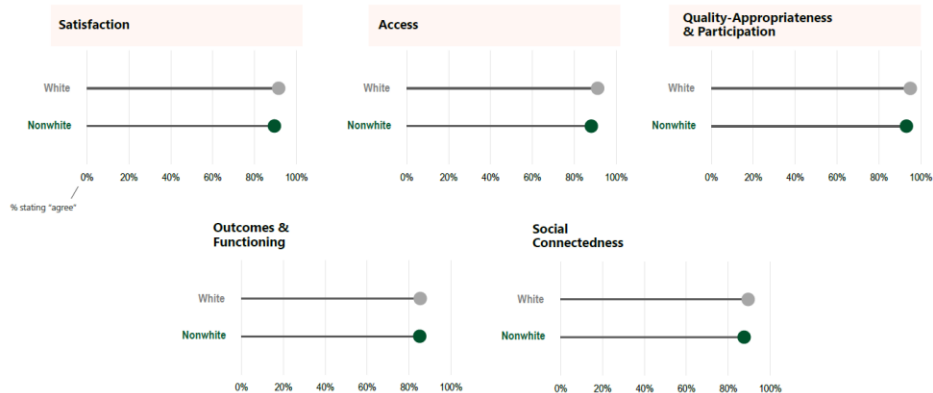 Satisfaction
White
Nonwhite
0% 20% 40% 60% 80% 100%
% stating "agree"
Access
White
Nonwhite
0% 20% 40% 60% 80% 100%
Quality-Appropriateness
& Participation
White
Nonwhite
0% 20% 40% 60% 80% 100%
Outcomes &
Functioning
White
Nonwhite
0% 20% 40% 60% 80% 100%
Social
Connectedness
White
Nonwhite
0% 20% 40% 60% 80% 100%